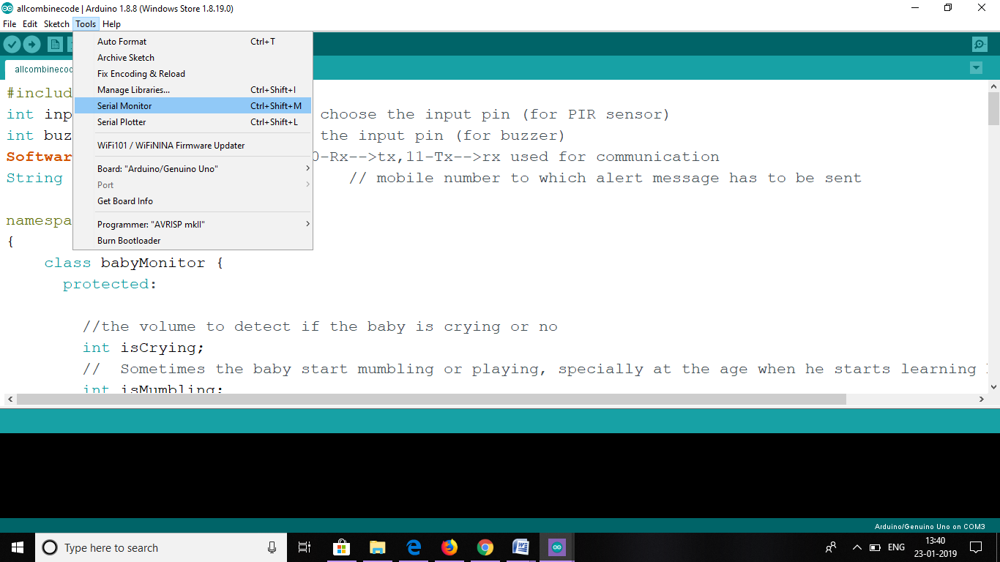 allcombinecode | Arduino 1.8.8 (Windows Store 1.8.19.0)
File Edit Sketch Tools Help
Auto Format Ctrl+T
Archive Sketch
Fix Encoding & Reload
Manage Libraries... Ctrl+Shift+I
Serial Monitor Ctrl+Shift+M
Serial Plotter Ctrl+Shift+L
WiFi101 / WiFiNINA Firmware Updater
Board: "Arduino/Genuino Uno"
Port
Get Board Info
Programmer: "AVRISP mkII"
Burn Bootloader
allcombinecod
#includ
int inp choose the input pin (for PIR sensor)
int buz the input pin (for buzzer)
Softwar 0-Rx-->tx,11-Tx-->rx used for communication
String // mobile number to which alert message has to be sent
namespa
{
class babyMonitor {
protected:
//the volume to detect if the baby is crying or no
int isCrying;
// Sometimes the baby start mumbling or playing, specially at the age when he starts learning
int isMumbling;
Arduino/Genuino Uno on COM3
Type here to search
ENG
13:40
23-01-2019